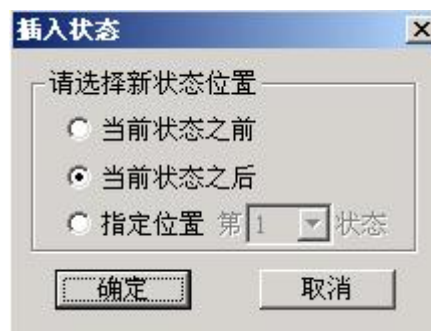 插入状态
请选择新状态位置
当前状态之前
当前状态之后
指定位置 第 1 状态
确定 取消